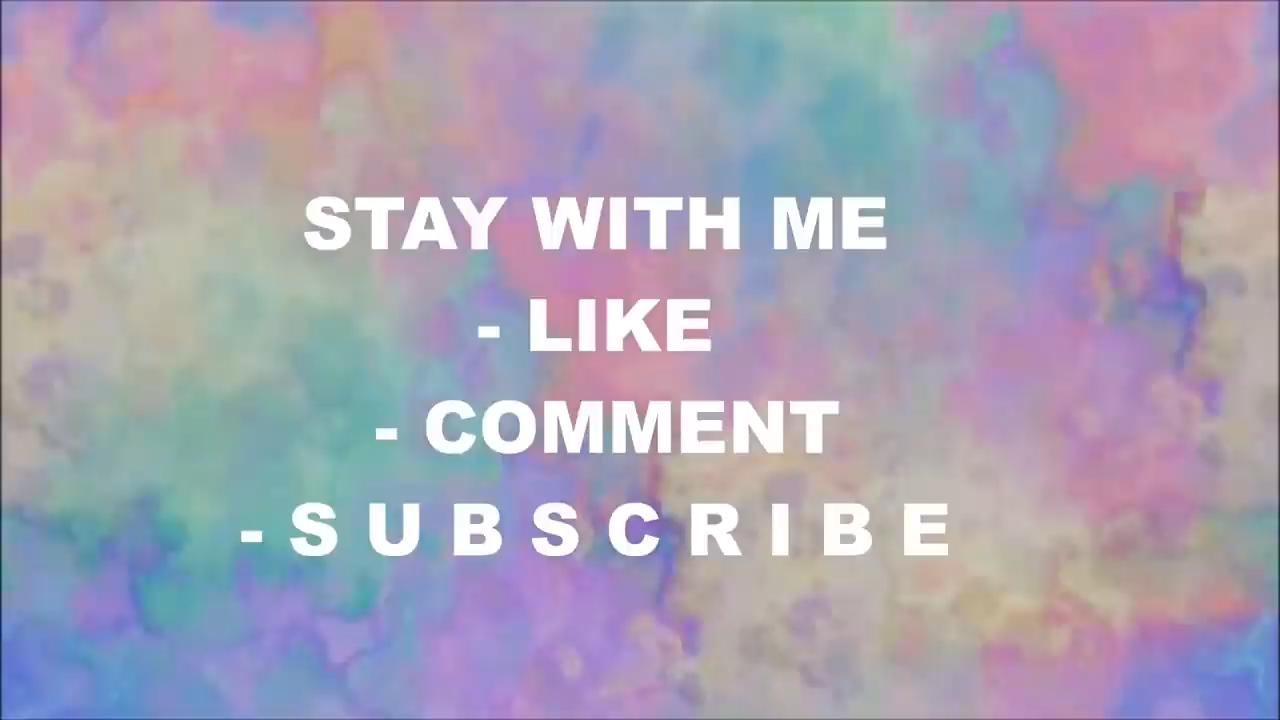 STAY WITH ME
- LIKE
- COMMENT
- S U B S C R I B E